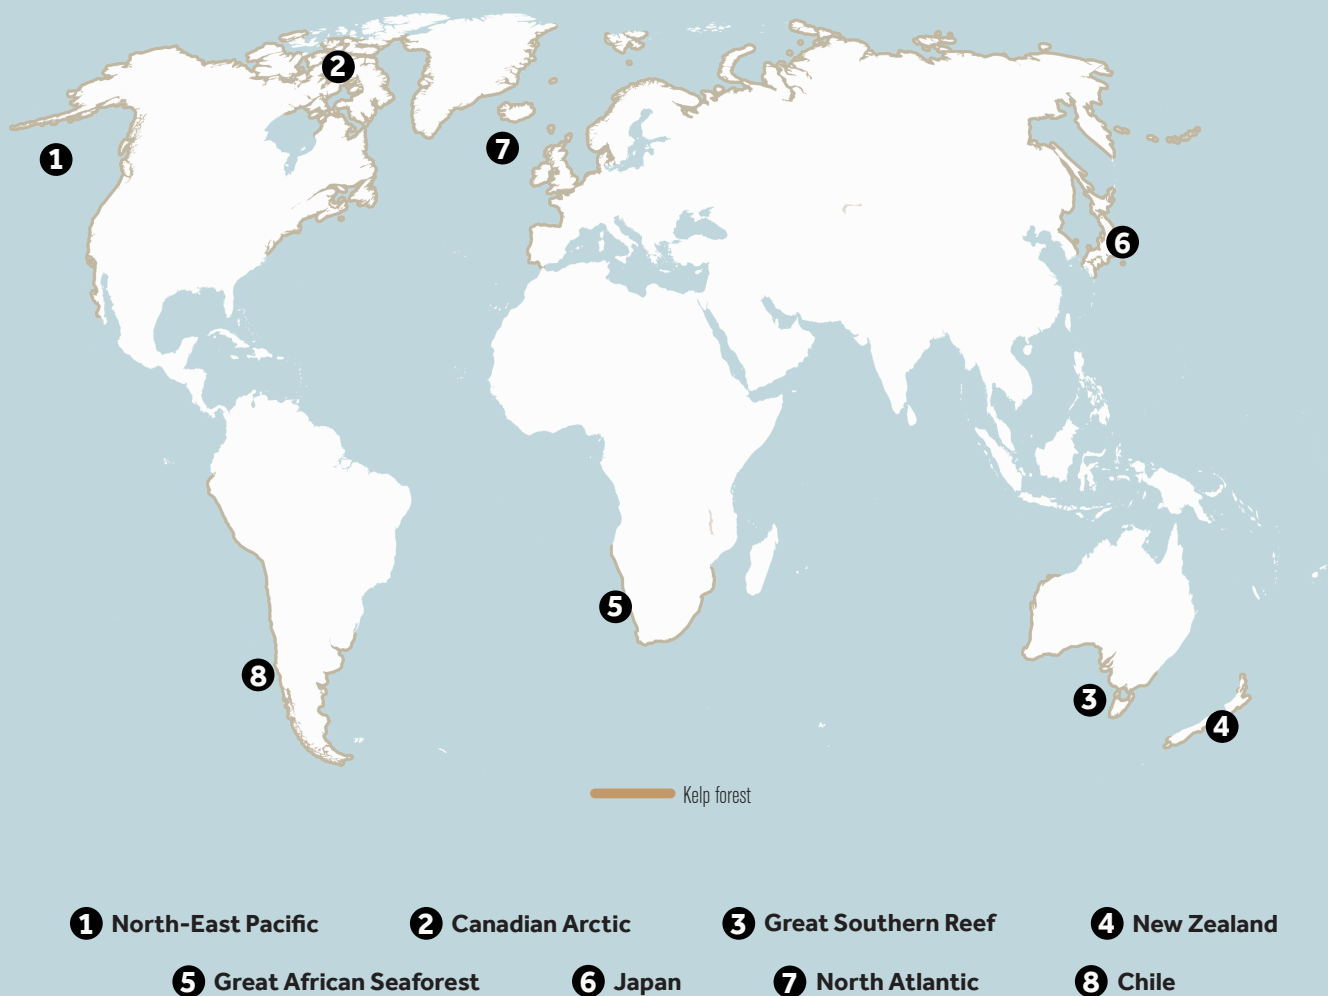 2
1
7
6
5
8
3
4
Kelp forest
1 North-East Pacific 2 Canadian Arctic 3 Great Southern Reef 4 New Zealand
5 Great African Seaforest 6 Japan 7 North Atlantic 8 Chile